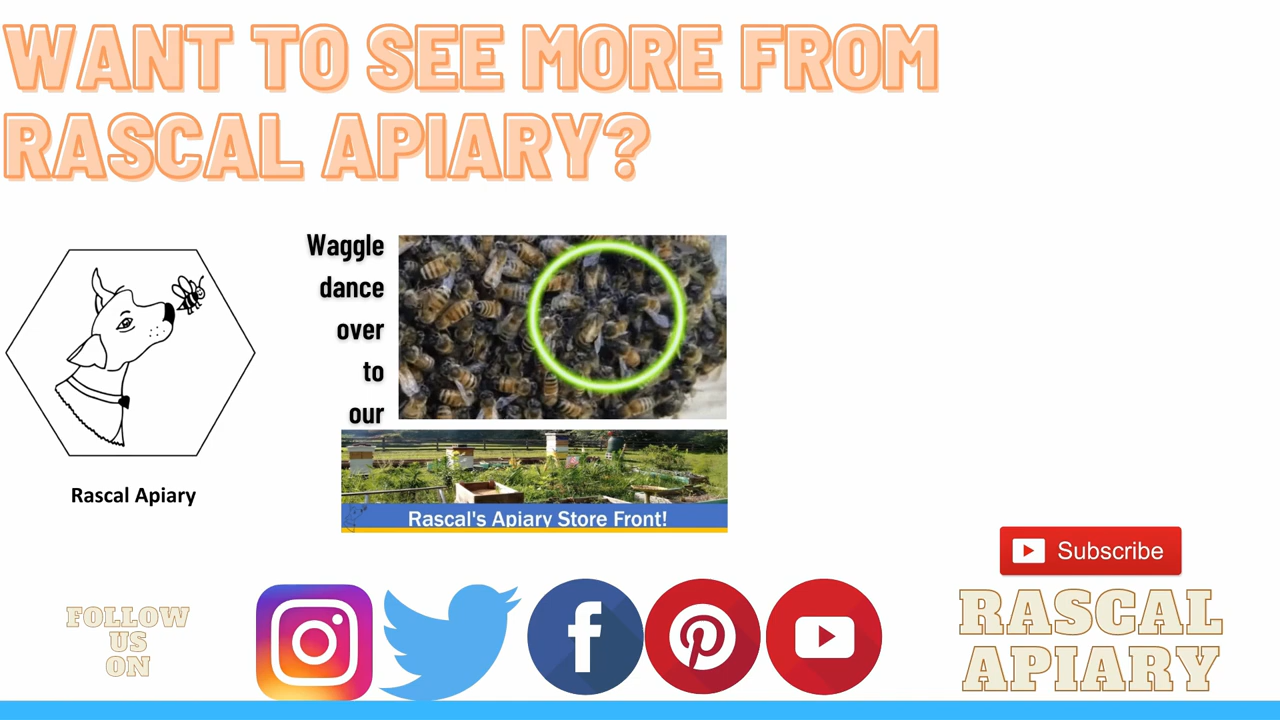 WANT TO SEE MORE FROM
RASCAL APIARY?
Waggle
dance
over
to
our
Rascal Apiary
Rascal's Apiary Store Front!
Subscribe
FOLLOW
US
ON
RASCAL
APIARY